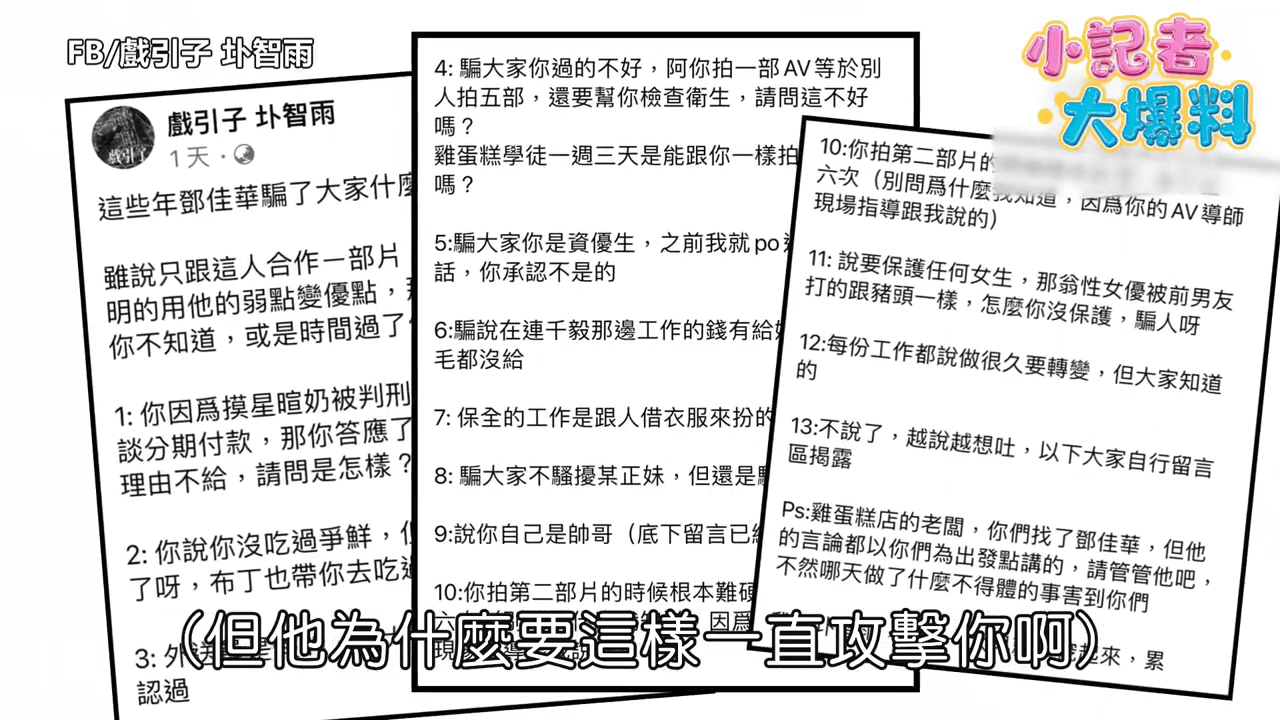 FB/戲引子 圤智雨
小記者
大爆料
戲引子 圤智雨
1天
這些年鄧佳華騙了大家什麼
雖說只跟這人合作一部片
明的用他的弱點變優點，
你不知道，或是時間過了
1: 你因爲摸星暄奶被判刑
談分期付款，那你答應了
理由不給，請問是怎樣？
2: 你說你沒吃過爭鮮，
了呀，布丁也帶你去吃過
3: 外送
認過
4: 騙大家你過的不好，阿你拍一部AV等於別
人拍五部，還要幫你檢查衛生，請問這不好
嗎？
雞蛋糕學徒一週三天是能跟你一樣拍
嗎？
5:騙大家你是資優生，之前我就po
話，你承認不是的
6:騙說在連千毅那邊工作的錢有給
毛都沒給
7: 保全的工作是跟人借衣服來扮的
8: 騙大家不騷擾某正妹，但還是
9:說你自己是帥哥（底下留言已
10:你拍第二部片的時候根本難硬
因爲
10:你拍第二部片的
六次（別問爲什麼我知道，因爲你的AV導師
現場指導跟我說的）
11: 說要保護任何女生，那翁性女優被前男友
打的跟豬頭一樣，怎麼你沒保護，騙人呀
12:每份工作都說做很久要轉變，但大家知道
的
13:不說了，越說越想吐，以下大家自行留言
區揭露
Ps:雞蛋糕店的老闆，你們找了鄧佳華，但他
的言論都以你們為出發點講的，請管管他吧，
不然哪天做了什麼不得體的事害到你們
起來，累
（但他為什麼要這樣一直攻擊你啊）